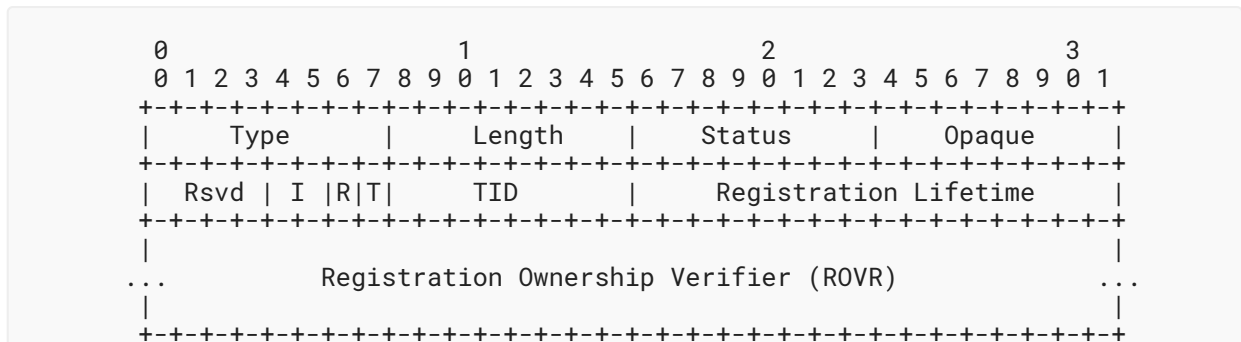 0                   1                   2                   3
 0 1 2 3 4 5 6 7 8 9 0 1 2 3 4 5 6 7 8 9 0 1 2 3 4 5 6 7 8 9 0 1
+-+-+-+-+-+-+-+-+-+-+-+-+-+-+-+-+-+-+-+-+-+-+-+-+-+-+-+-+-+-+-+-+
|     Type      |     Length    |    Status     |    Opaque     |
+-+-+-+-+-+-+-+-+-+-+-+-+-+-+-+-+-+-+-+-+-+-+-+-+-+-+-+-+-+-+-+-+
|  Rsvd | I |R|T|     TID       |     Registration Lifetime     |
+-+-+-+-+-+-+-+-+-+-+-+-+-+-+-+-+-+-+-+-+-+-+-+-+-+-+-+-+-+-+-+-+
|                                                               |
...          Registration Ownership Verifier (ROVR)           ...
|                                                               |
+-+-+-+-+-+-+-+-+-+-+-+-+-+-+-+-+-+-+-+-+-+-+-+-+-+-+-+-+-+-+-+-+